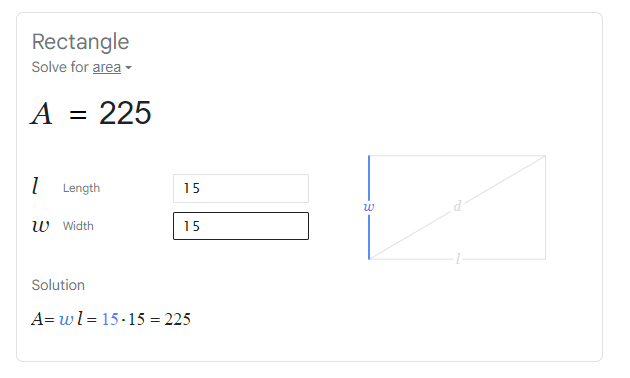 Rectangle
Solve for area
A = 225
l Length 15
w Width 15
w
d
l
Solution
A= w l = 15·15 = 225